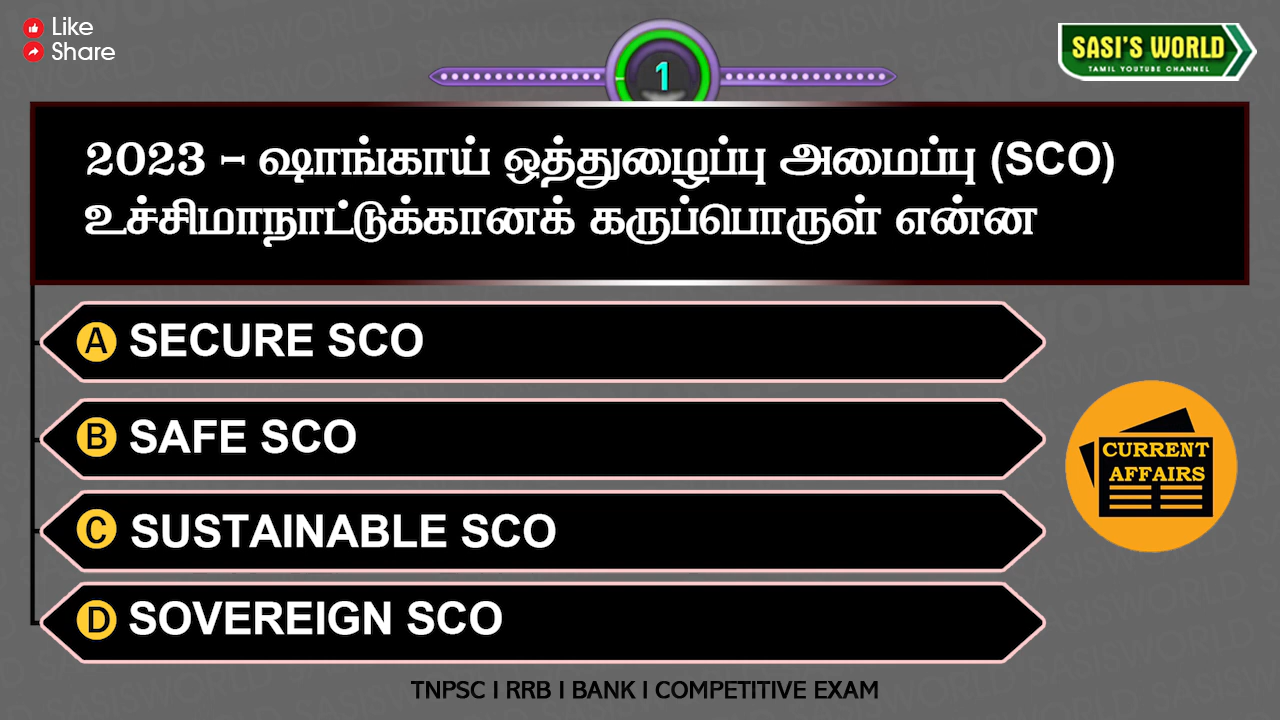 Like
Share
1
SASI'S WORLD
TAMIL YOUTUBE CHANNEL
2023 – ஷாங்காய் ஒத்துழைப்பு அமைப்பு (SCO)
உச்சிமாநாட்டுக்கானக் கருப்பொருள் என்ன
A SECURE SCO
B SAFE SCO
C SUSTAINABLE SCO
D SOVEREIGN SCO
CURRENT
AFFAIRS
TNPSC I RRB I BANK I COMPETITIVE EXAM